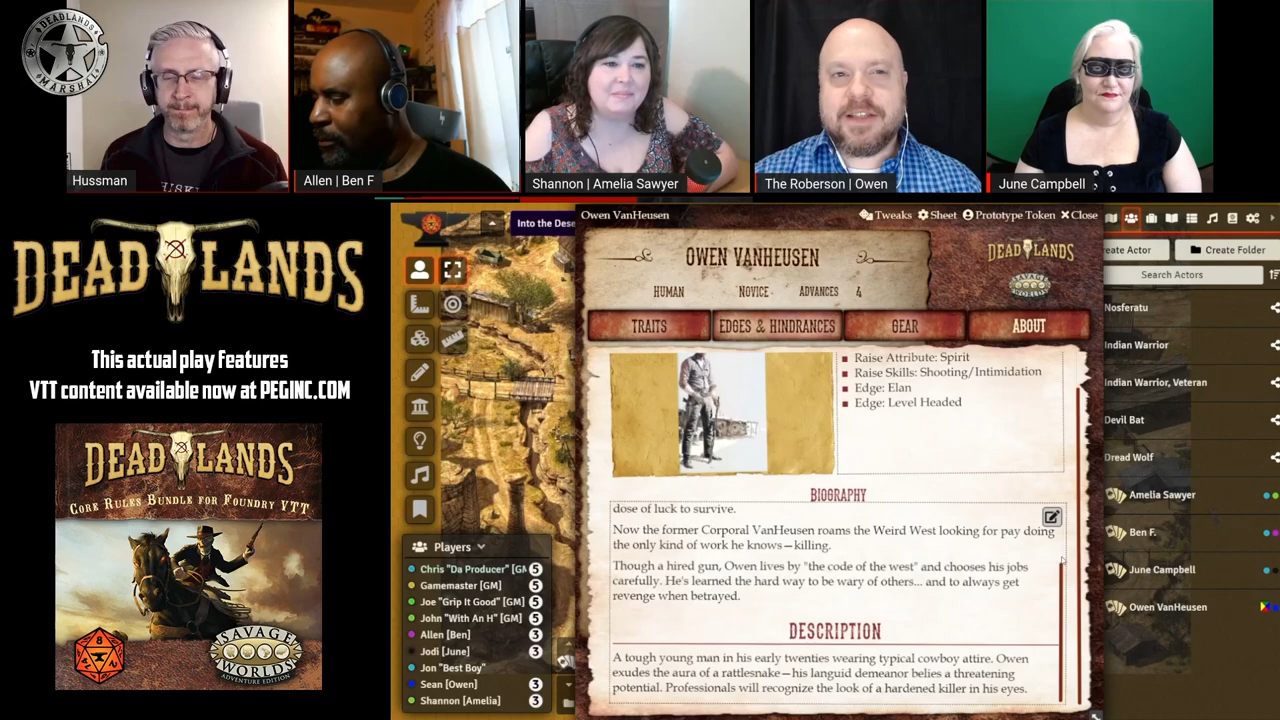 DEADLANDS
MARSHAL
Hussman
Allen | Ben F
Shannon | Amelia Sawyer
The Roberson | Owen
June Campbell
DEADLANDS
This actual play features
VTT content available now at PEGINC.COM
DEADLANDS
CORE RULES BUNDLE FOR FOUNDRY VTT
8
SAVAGE
WORLDS
ADVENTURE EDITION
Into the Dese
Owen VanHeusen
Tweaks Sheet Prototype Token Close
OWEN VANHEUSEN
HUMAN NOVICE ADVANCES 4
DEADLANDS
SAVAGE
WORLDS
TRAITS EDGES & HINDRANCES GEAR ABOUT
Raise Attribute: Spirit
Raise Skills: Shooting/Intimidation
Edge: Elan
Edge: Level Headed
BIOGRAPHY
dose of luck to survive.
Now the former Corporal VanHeusen roams the Weird West looking for pay doing
the only kind of work he knows—killing.
Though a hired gun, Owen lives by "the code of the west" and chooses his jobs
carefully. He's learned the hard way to be wary of others... and to always get
revenge when betrayed.
DESCRIPTION
A tough young man in his early twenties wearing typical cowboy attire. Owen
exudes the aura of a rattlesnake—his languid demeanor belies a threatening
potential. Professionals will recognize the look of a hardened killer in his eyes.
Players
Chris "Da Producer" [GM 5
Gamemaster [GM] 5
Joe "Grip It Good" [GM] 5
John "With An H" [GM] 5
Allen [Ben] 3
Jodi [June] 3
Jon "Best Boy"
Sean [Owen] 3
Shannon [Amelia] 3
eate Actor Create Folder
Search Actors
Nosferatu
Indian Warrior
Indian Warrior, Veteran
Devil Bat
Dread Wolf
Amelia Sawyer
Ben F.
June Campbell
Owen VanHeusen